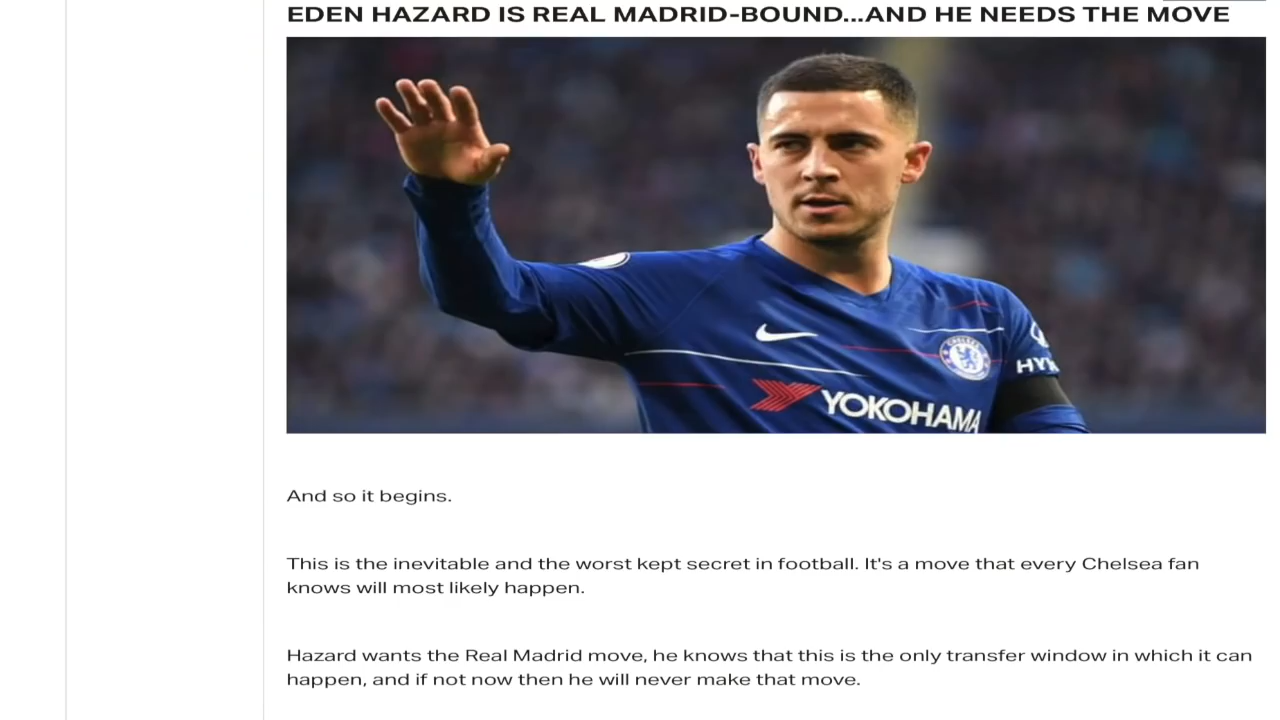 EDEN HAZARD IS REAL MADRID-BOUND...AND HE NEEDS THE MOVE
CHELSEA
HY
YOKOHAMA
And so it begins.
This is the inevitable and the worst kept secret in football. It's a move that every Chelsea fan
knows will most likely happen.
Hazard wants the Real Madrid move, he knows that this is the only transfer window in which it can
happen, and if not now then he will never make that move.